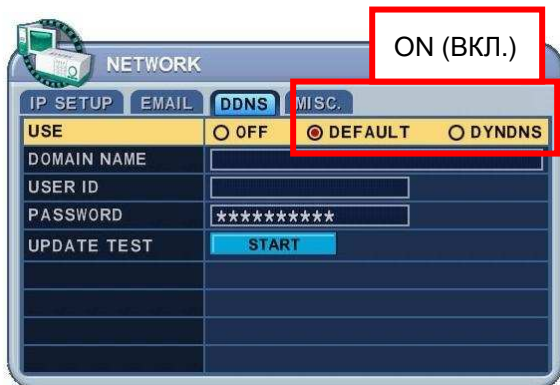 ON (ВКЛ.)
NETWORK
IP SETUP EMAIL DDNS MISC.
USE OFF DEFAULT DYNDNS
DOMAIN NAME
USER ID
PASSWORD **********
UPDATE TEST START